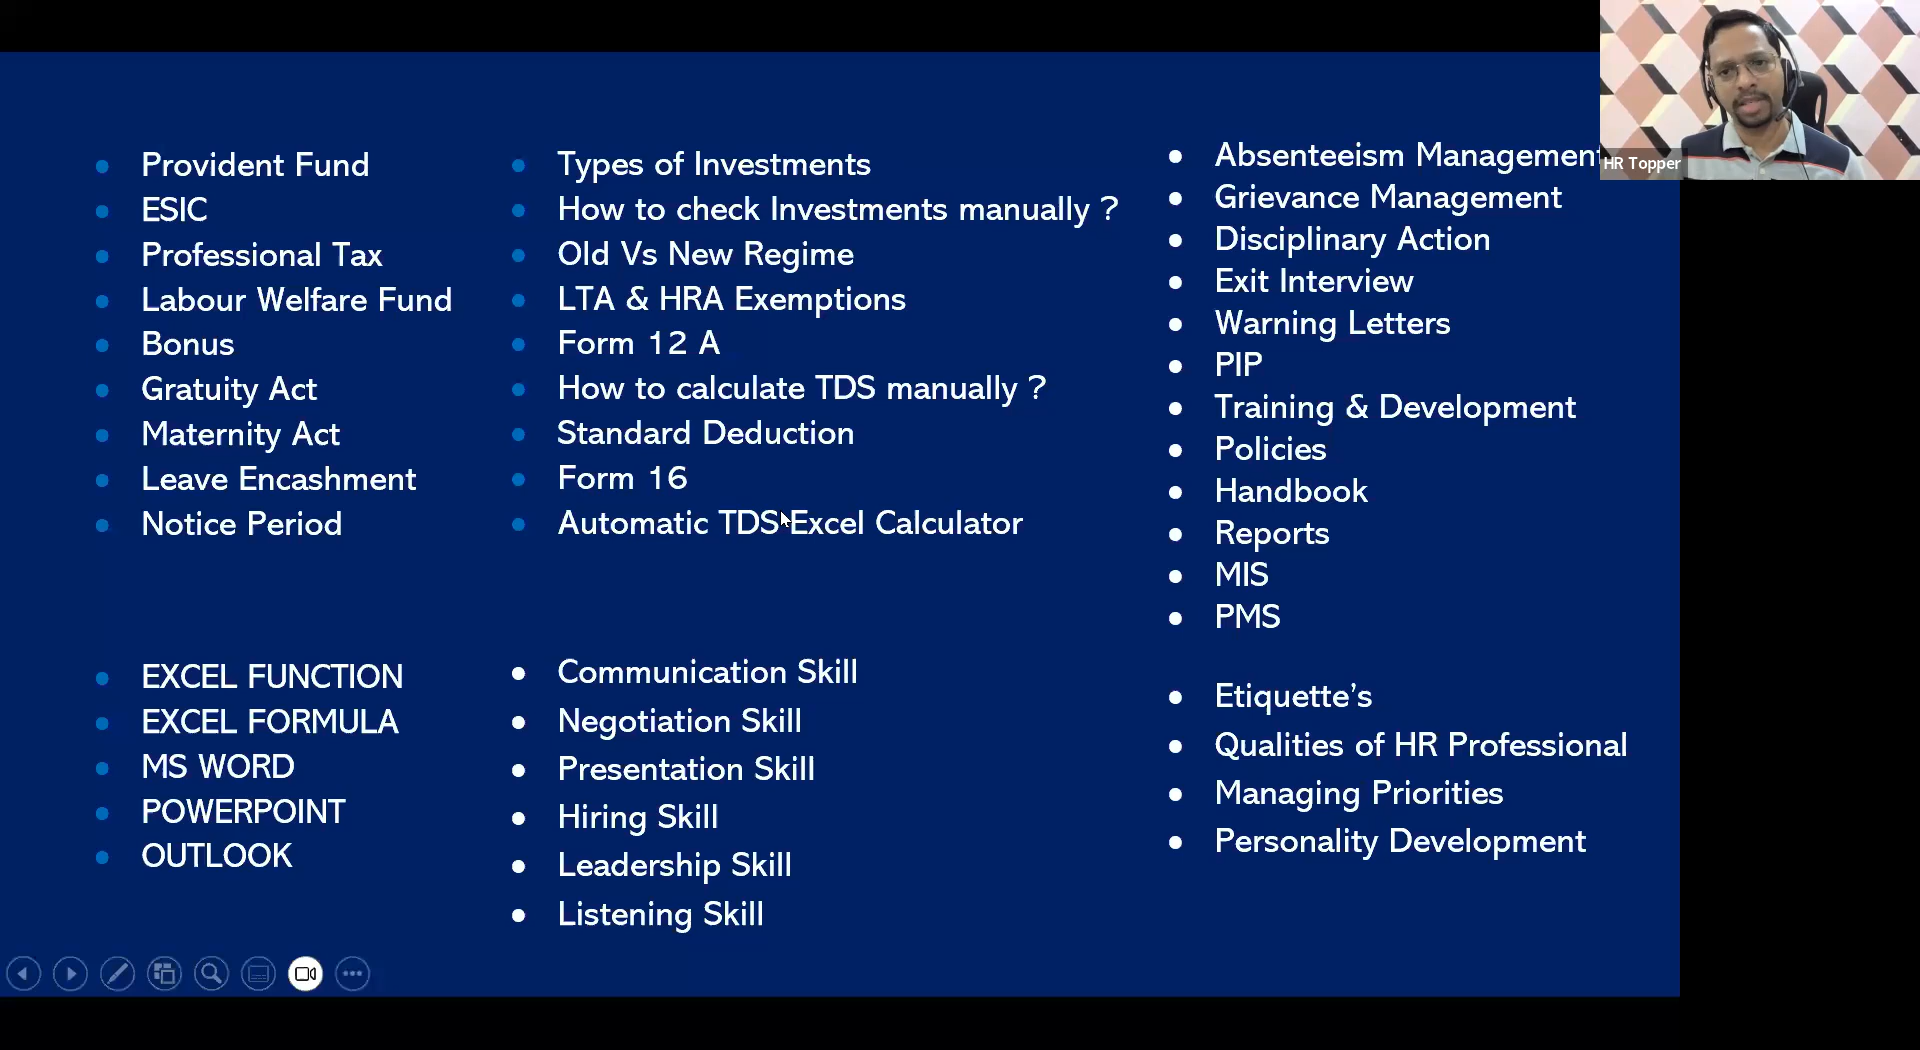 Provident Fund
ESIC
Professional Tax
Labour Welfare Fund
Bonus
Gratuity Act
Maternity Act
Leave Encashment
Notice Period
Types of Investments
How to check Investments manually ?
Old Vs New Regime
LTA & HRA Exemptions
Form 12 A
How to calculate TDS manually ?
Standard Deduction
Form 16
Automatic TDS Excel Calculator
Absenteeism Management
Grievance Management
Disciplinary Action
Exit Interview
Warning Letters
PIP
Training & Development
Policies
Handbook
Reports
MIS
PMS
EXCEL FUNCTION
EXCEL FORMULA
MS WORD
POWERPOINT
OUTLOOK
Communication Skill
Negotiation Skill
Presentation Skill
Hiring Skill
Leadership Skill
Listening Skill
Etiquette’s
Qualities of HR Professional
Managing Priorities
Personality Development
HR Topper